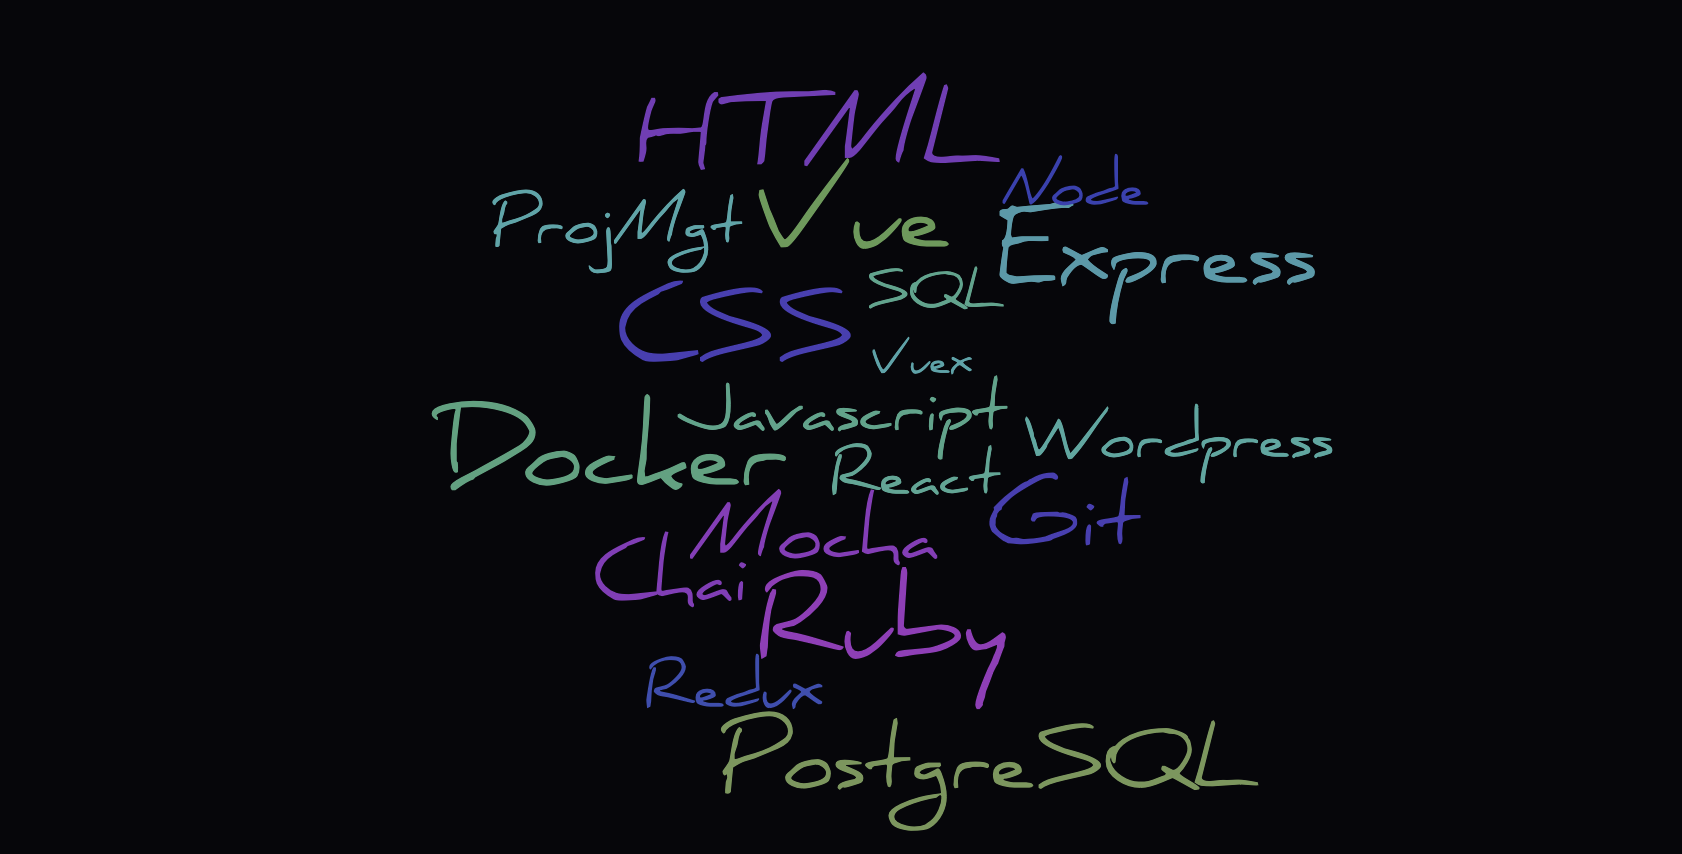 HTML
Node
ProjMgt
Vue
Express
SQL
CSS
Vuex
Javascript
Docker
Wordpress
React
Git
Mocha
Chai
Ruby
Redux
PostgreSQL